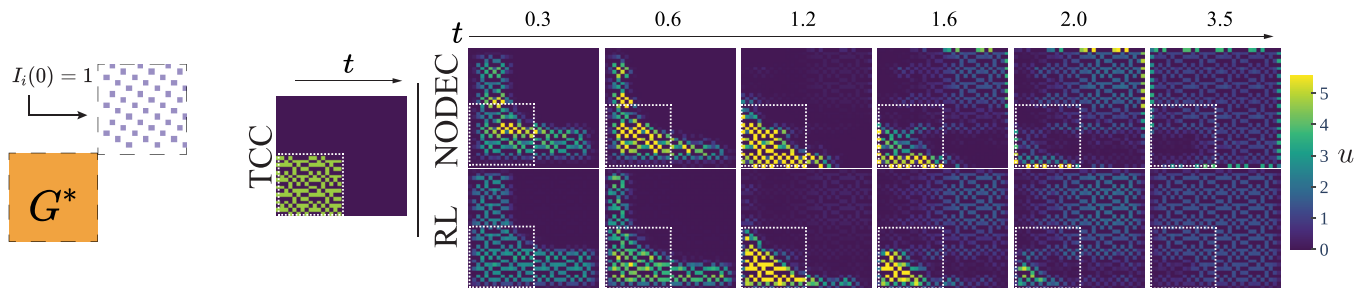 I_i(0) = 1
G*
t
TCC
t
0.3 0.6 1.2 1.6 2.0 3.5
NODEC
RL
5
4
3
2
1
0
u